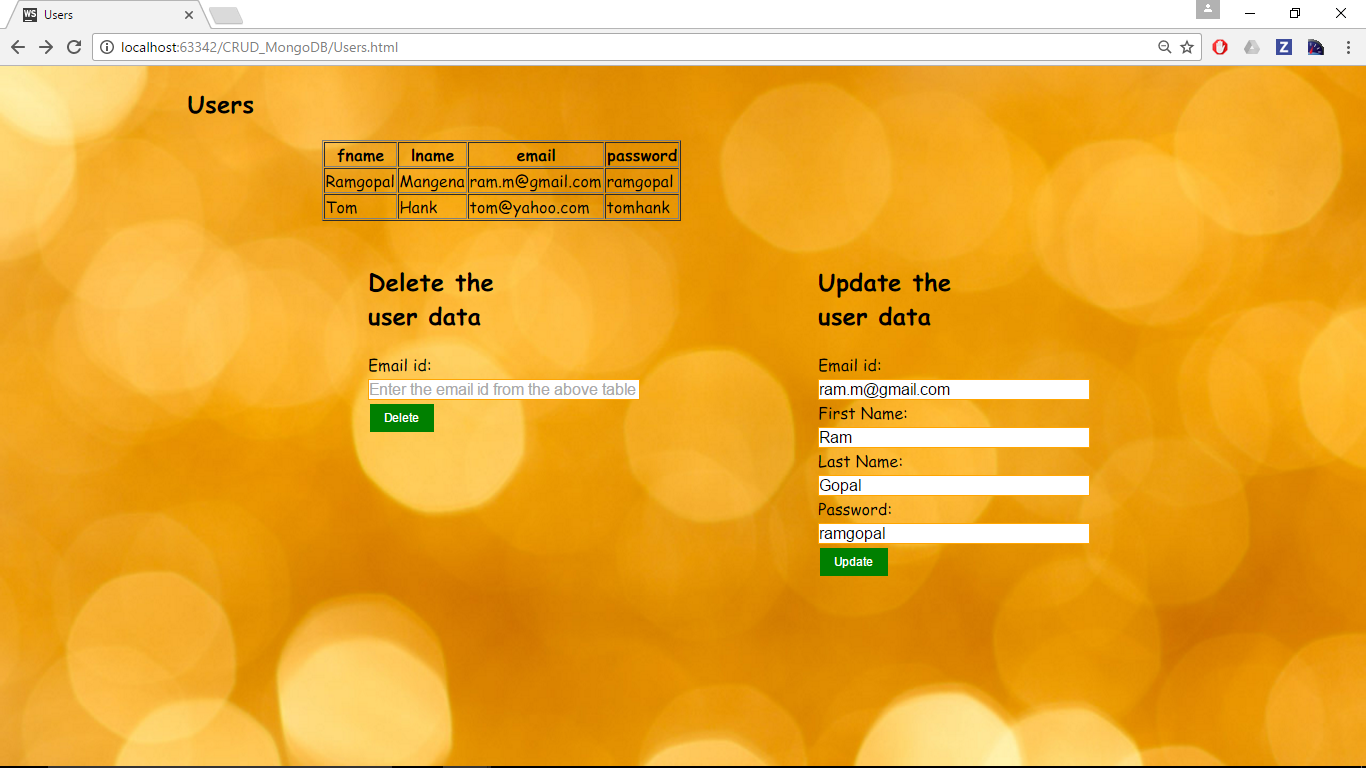 Users
localhost:63342/CRUD_MongoDB/Users.html
Users
fname lname email password
Ramgopal Mangena ram.m@gmail.com ramgopal
Tom Hank tom@yahoo.com tomhank
Delete the
user data
Email id:
Enter the email id from the above table
Delete
Update the
user data
Email id:
ram.m@gmail.com
First Name:
Ram
Last Name:
Gopal
Password:
ramgopal
Update